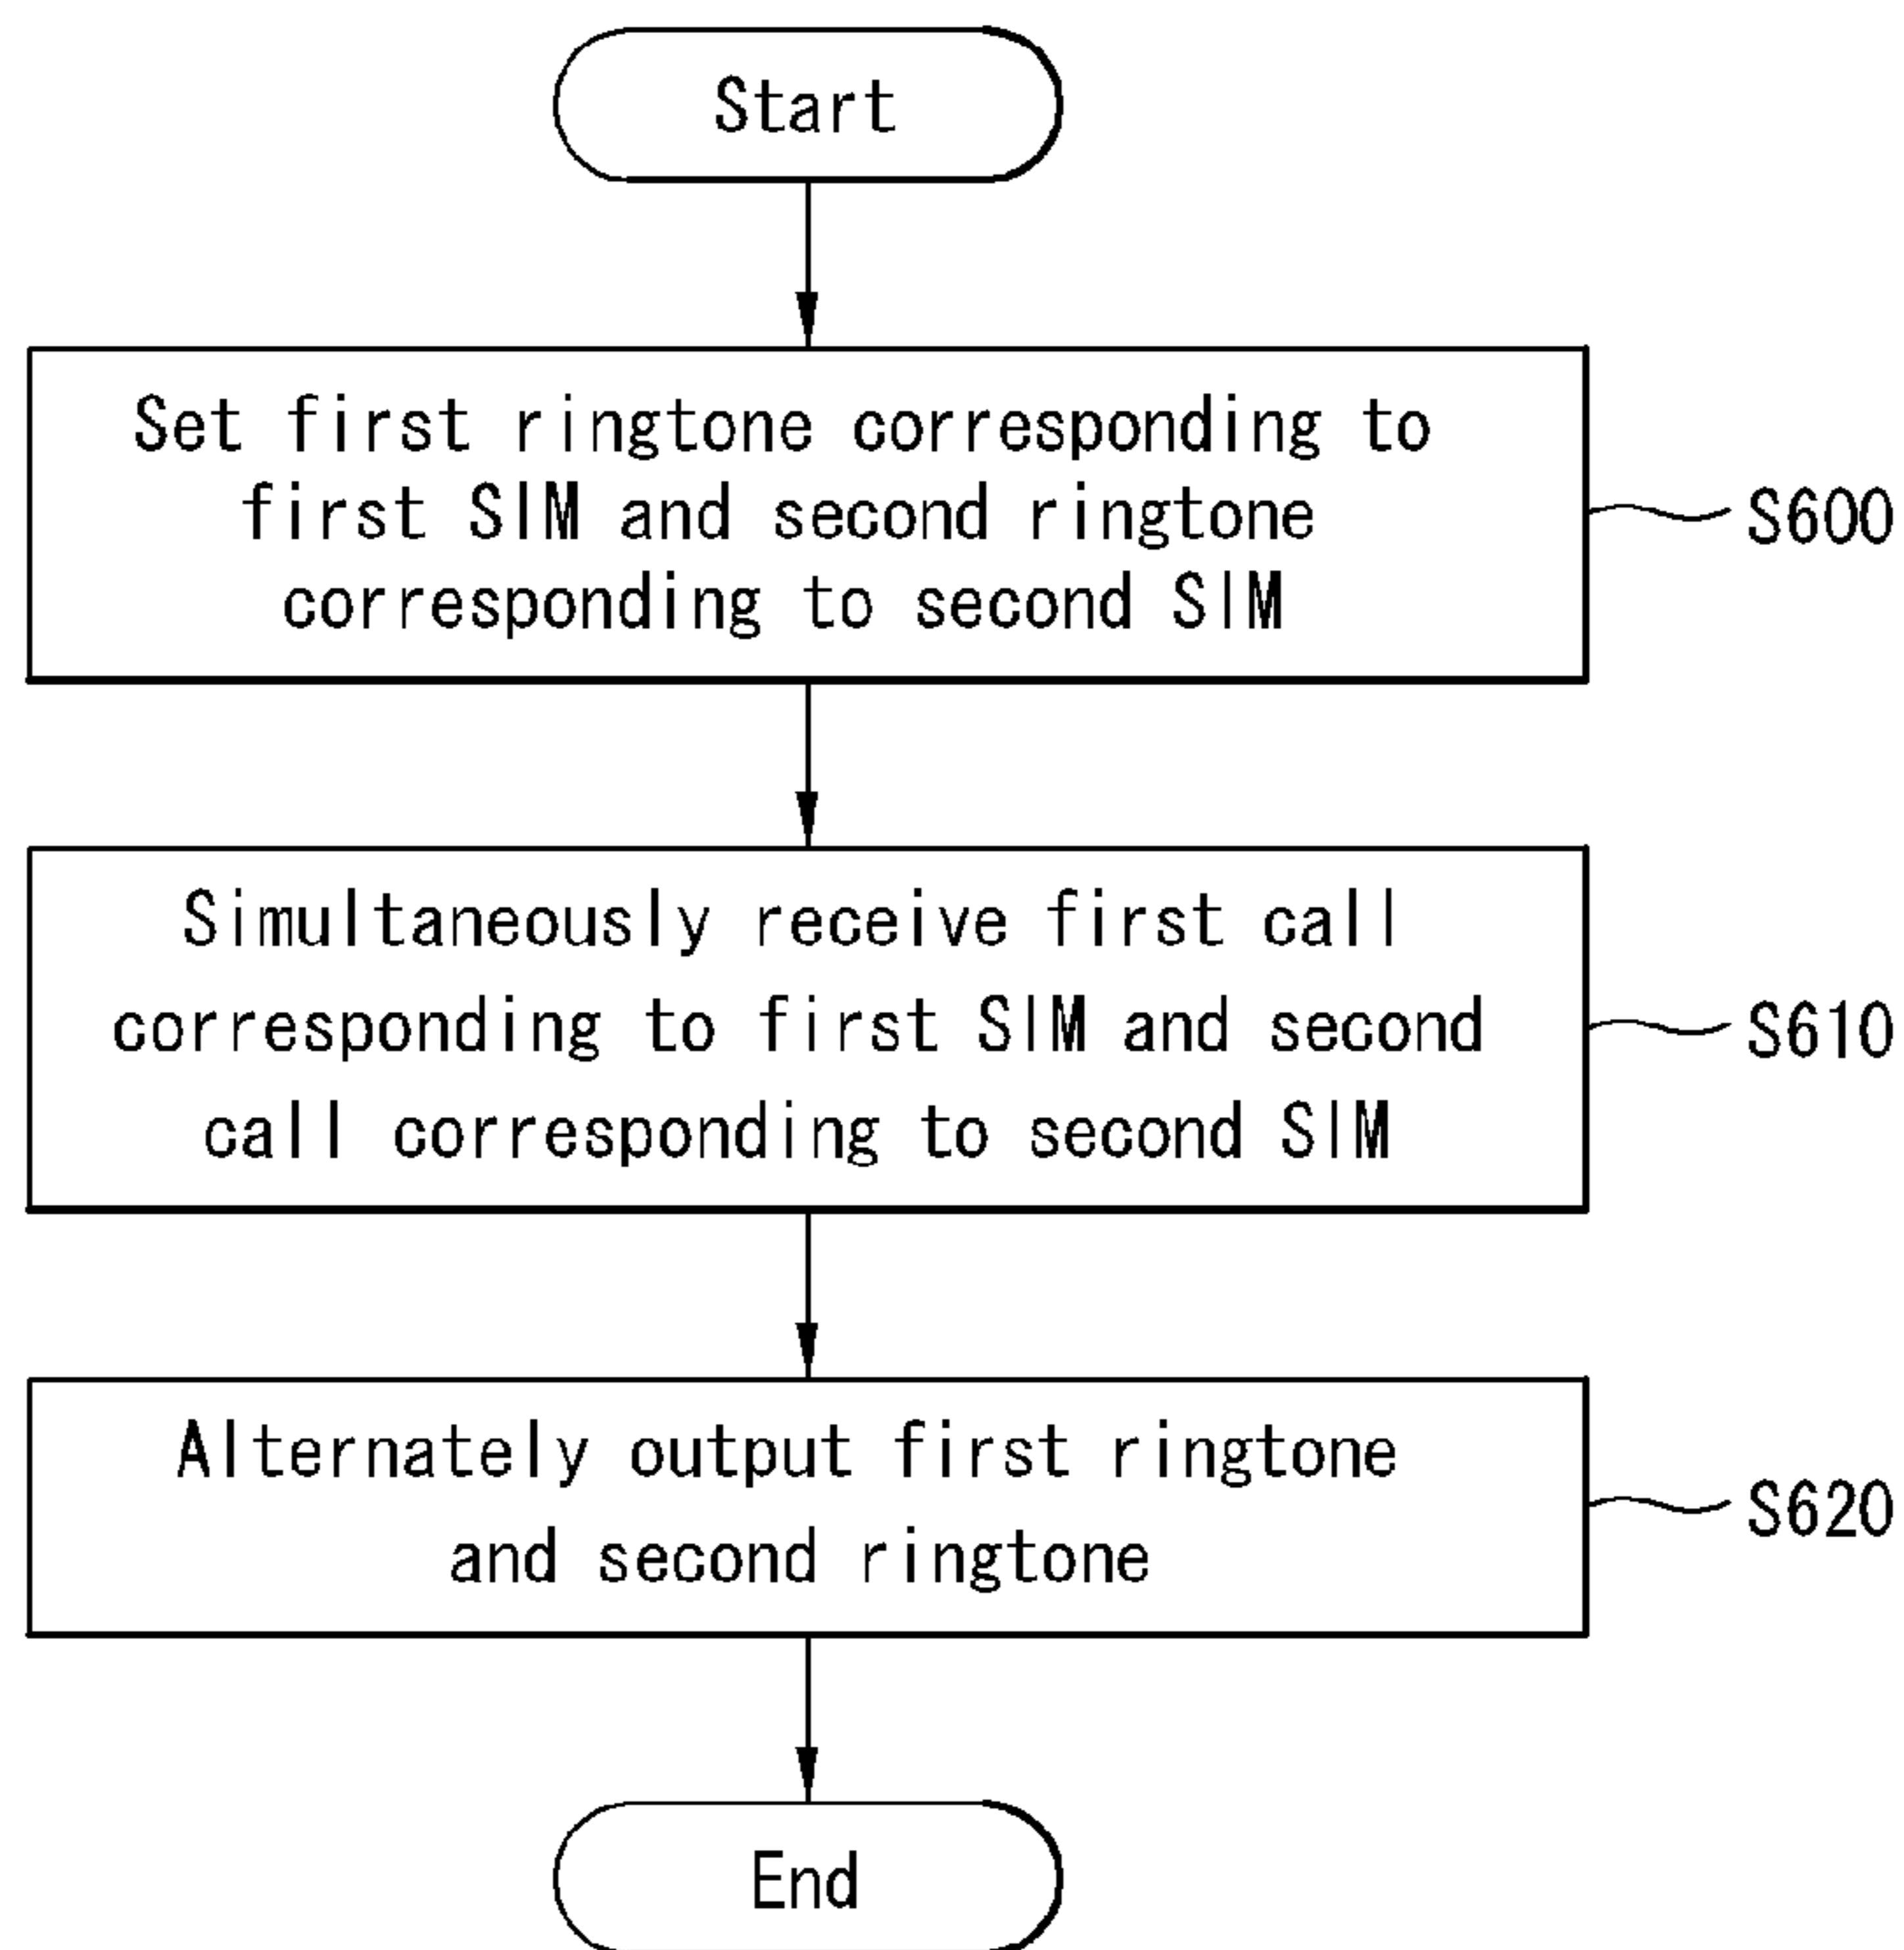 Start
Set first ringtone corresponding to
first SIM and second ringtone
corresponding to second SIM
S600
Simultaneously receive first call
corresponding to first SIM and second
call corresponding to second SIM
S610
Alternately output first ringtone
and second ringtone
S620
End